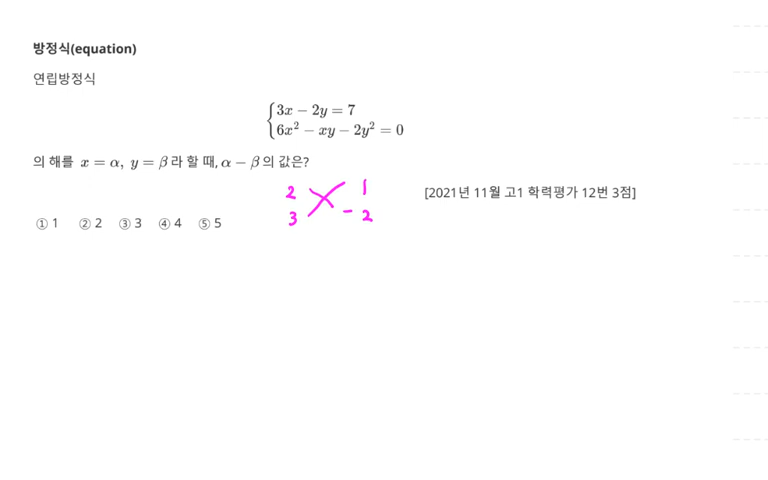 방정식(equation)
연립방정식
3x − 2y = 7
6x² − xy − 2y² = 0
의 해를 x = α, y = β라 할 때, α − β의 값은?
2 1
[2021년 11월 고1 학력평가 12번 3점]
3 −2
① 1 ② 2 ③ 3 ④ 4 ⑤ 5